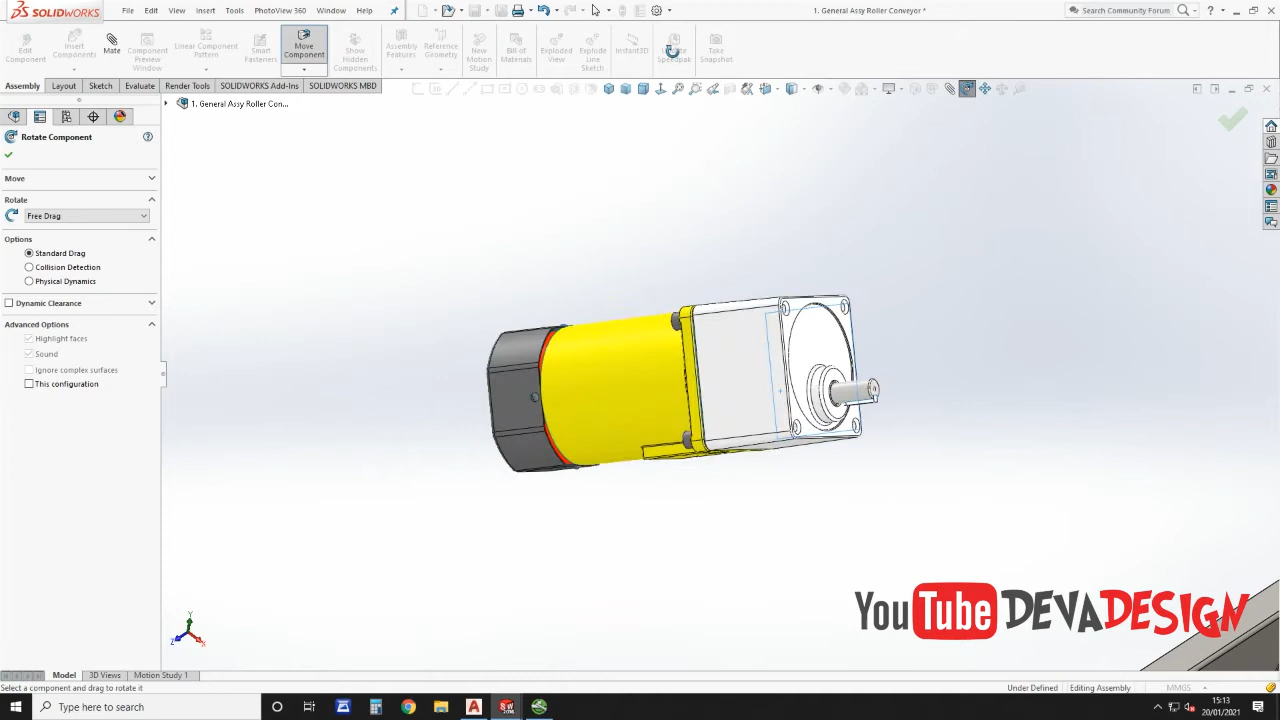 SOLIDWORKS File Edit View Insert Tools PhotoView 360 Window 1. General Assy Roller Conveyor * Search Community Forum
Edit Component
Insert Components
Mate
Component Preview Window
Linear Component Pattern
Smart Fasteners
Move Component
Show Hidden Components
Assembly Features
Reference Geometry
New Motion Study
Bill of Materials
Exploded View
Explode Line Sketch
Instant3D
Speedpak
Take Snapshot
Assembly Layout Sketch Evaluate Render Tools SOLIDWORKS Add-Ins SOLIDWORKS MBD
1. General Assy Roller Con...
Rotate Component
Move
Rotate
Free Drag
Options
Standard Drag
Collision Detection
Physical Dynamics
Dynamic Clearance
Advanced Options
Highlight faces
Sound
Ignore complex surfaces
This configuration
YouTube DEVADESIGN
Y
Z
X
Model 3D Views Motion Study 1
Select a component and drag to rotate it Under Defined Editing Assembly MMGS
Type here to search
15:13
20/01/2021